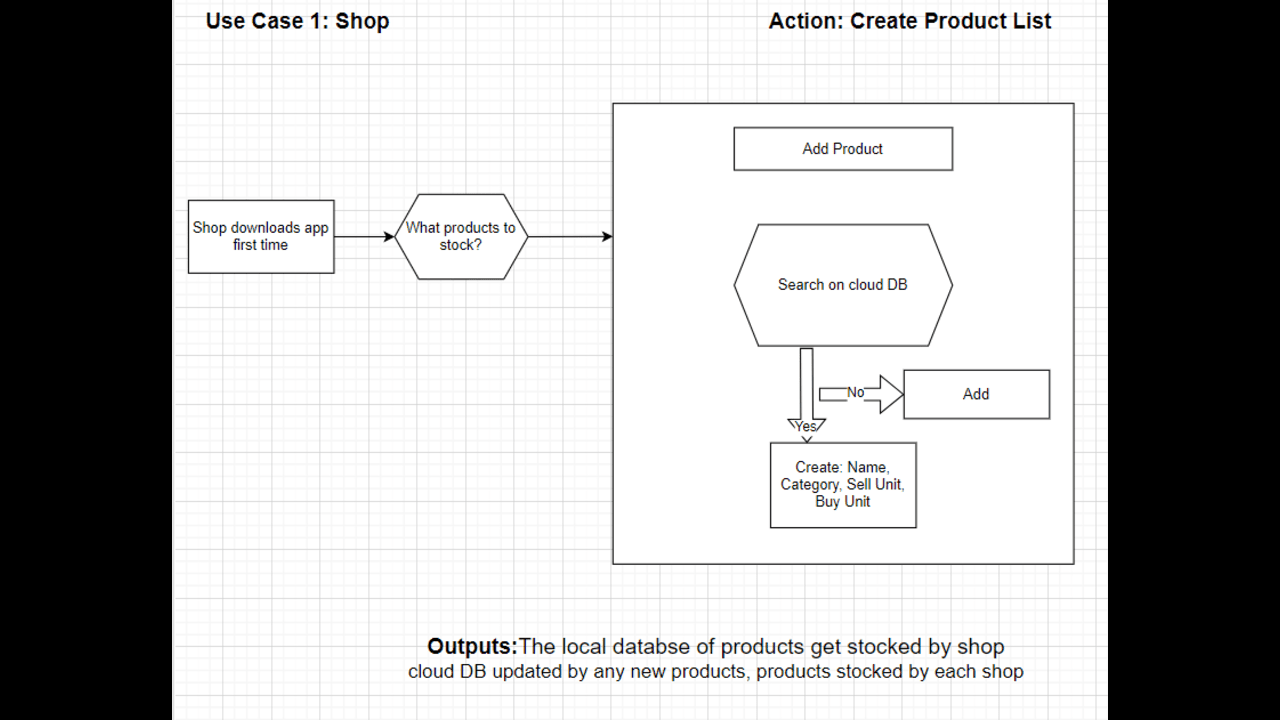 Use Case 1: Shop
Action: Create Product List
Add Product
Shop downloads app
first time
What products to
stock?
Search on cloud DB
No
Add
Yes
Create: Name,
Category, Sell Unit,
Buy Unit
Outputs:The local databse of products get stocked by shop
cloud DB updated by any new products, products stocked by each shop